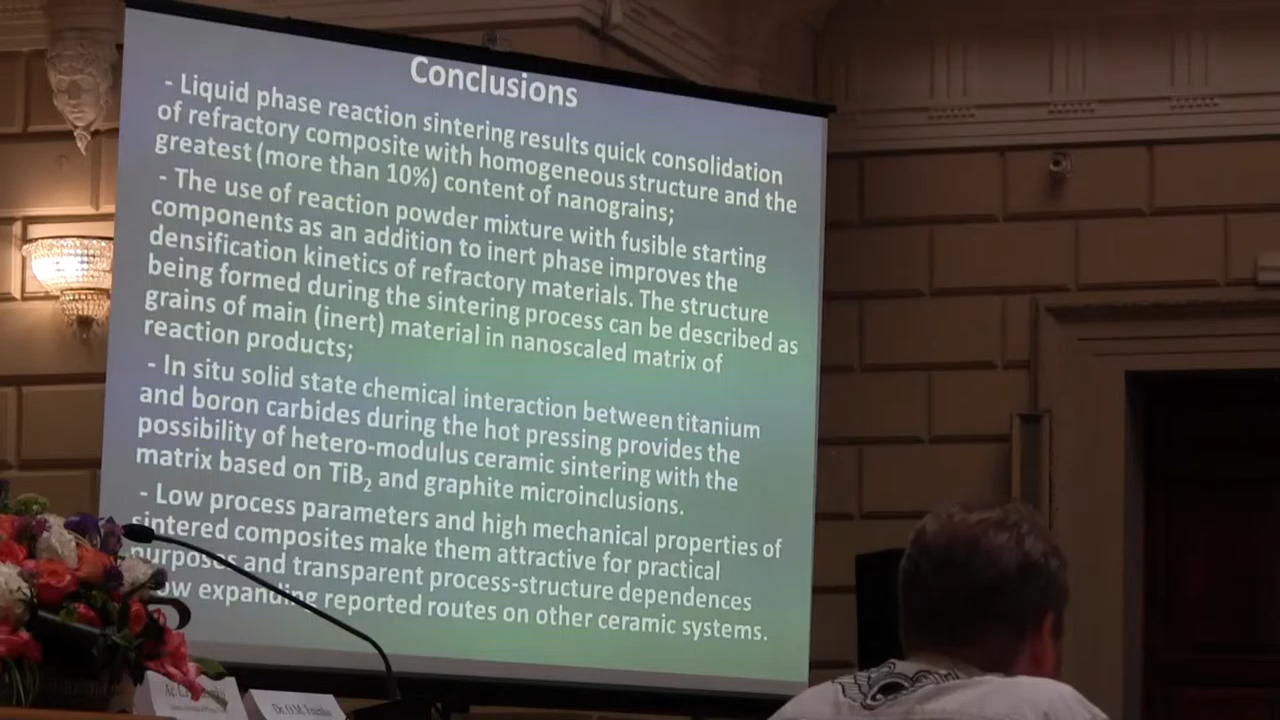 Conclusions
- Liquid phase reaction sintering results quick consolidation
of refractory composite with homogeneous structure and the
greatest (more than 10%) content of nanograins;
- The use of reaction powder mixture with fusible starting
components as an addition to inert phase improves the
densification kinetics of refractory materials. The structure
being formed during the sintering process can be described as
grains of main (inert) material in nanoscaled matrix of
reaction products;
- In situ solid state chemical interaction between titanium
and boron carbides during the hot pressing provides the
possibility of hetero-modulus ceramic sintering with the
matrix based on TiB₂ and graphite microinclusions.
- Low process parameters and high mechanical properties of
sintered composites make them attractive for practical
purposes and transparent process-structure dependences
expanding reported routes on other ceramic systems.
Dr. O.M.